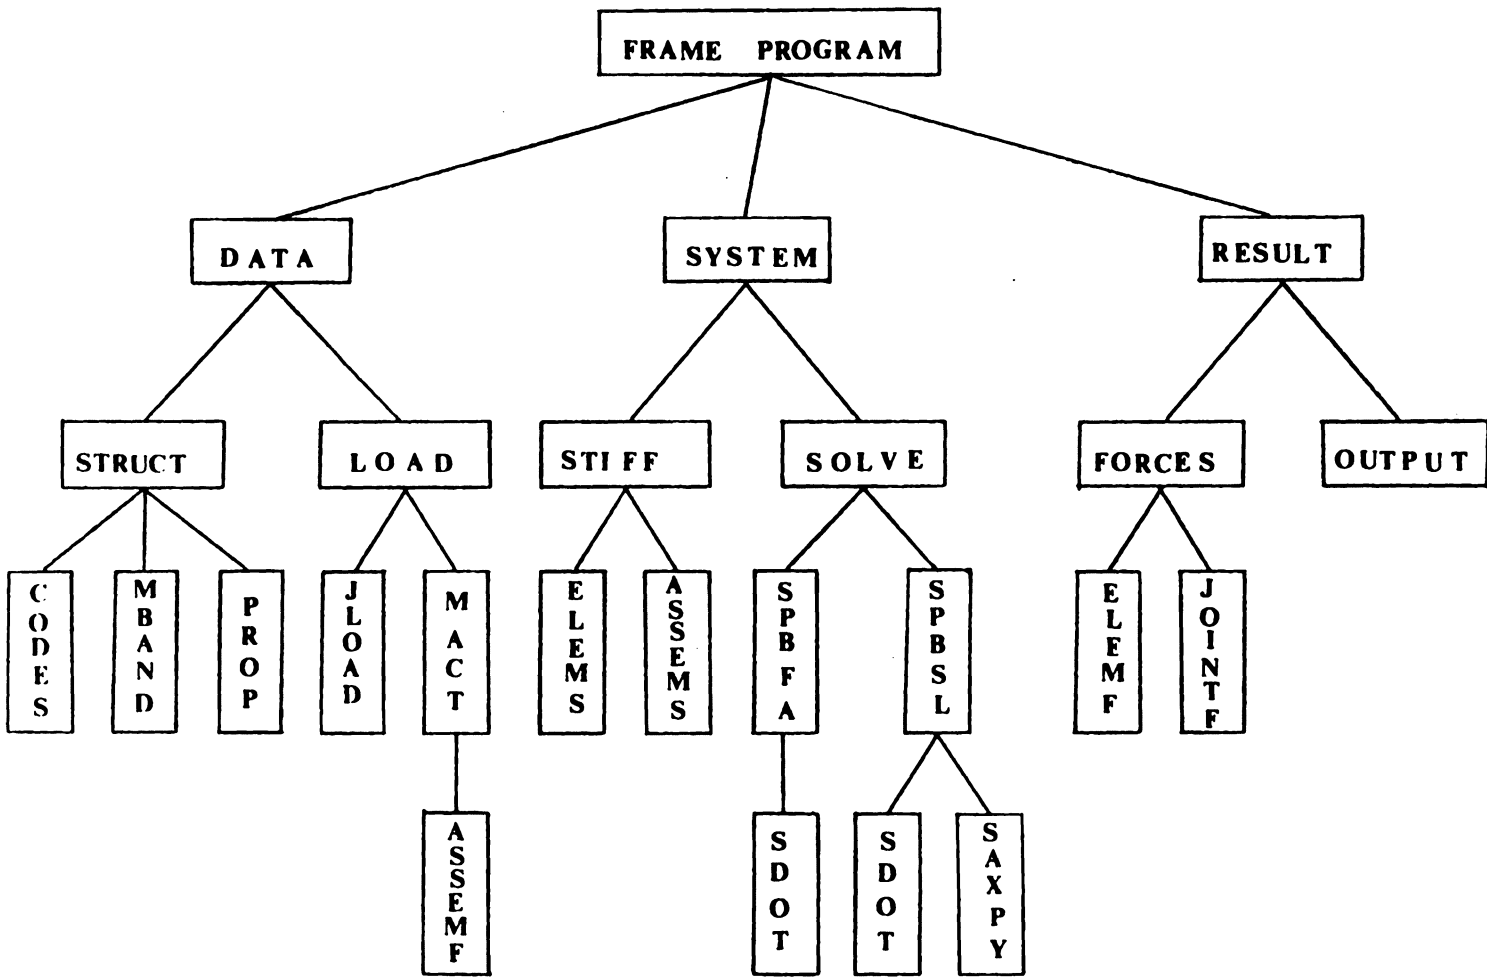 FRAME PROGRAM
DATA
SYSTEM
RESULT
STRUCT
LOAD
STIFF
SOLVE
FORCES
OUTPUT
CODES
MBAND
PROP
JLOAD
MACT
ELEMS
ASSEMS
SPBFA
SPBSL
ELEMF
JOINTF
ASSEMF
SDOT
SDOT
SAXPY